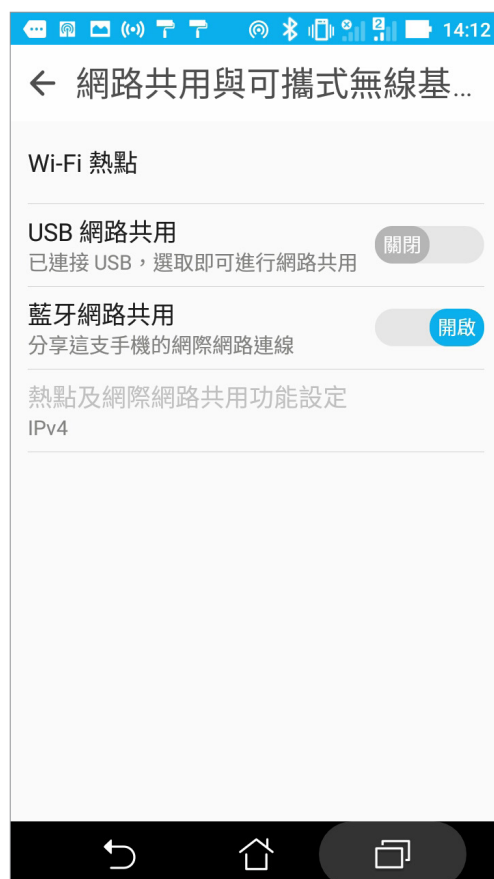 14:12
網路共用與可攜式無線基...
Wi-Fi 熱點
USB 網路共用
已連接 USB，選取即可進行網路共用
關閉
藍牙網路共用
分享這支手機的網際網路連線
開啟
熱點及網際網路共用功能設定
IPv4